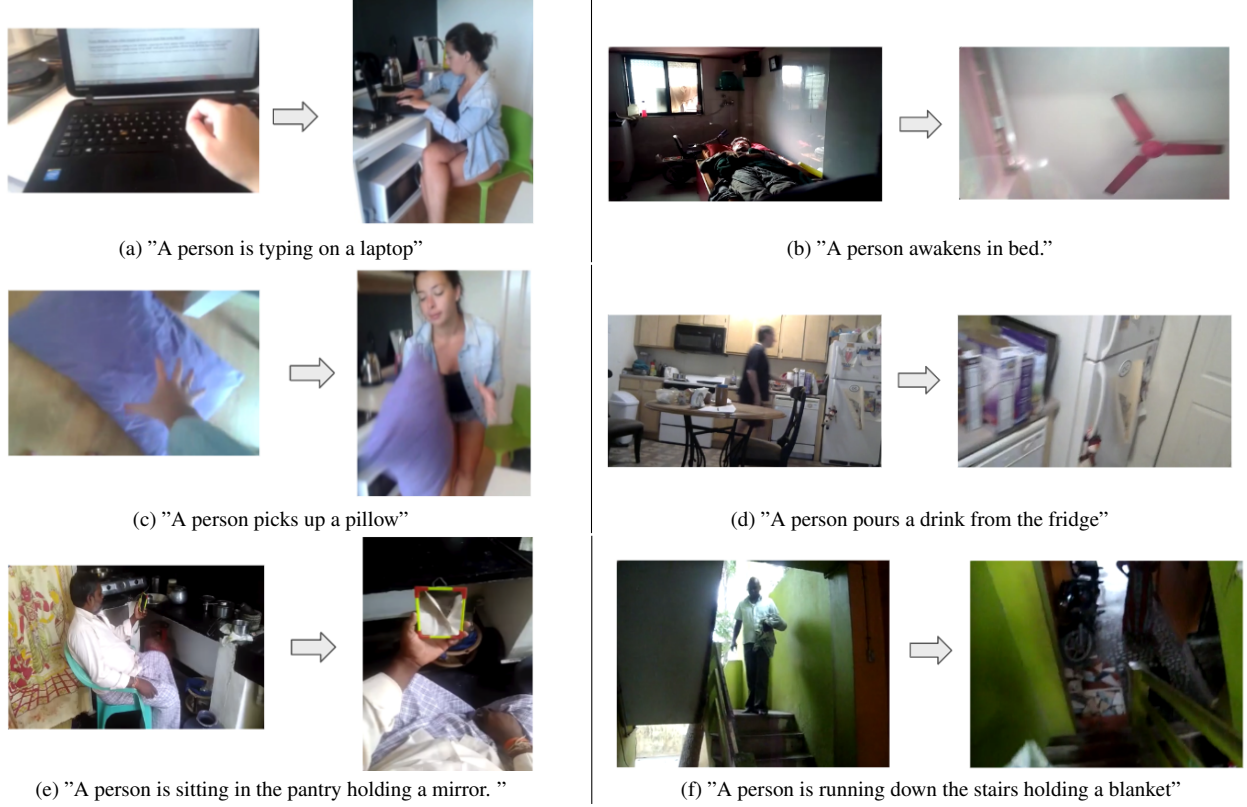 (a) ”A person is typing on a laptop”
(b) ”A person awakens in bed.”
(c) ”A person picks up a pillow”
(d) ”A person pours a drink from the fridge”
(e) ”A person is sitting in the pantry holding a mirror. ”
(f) ”A person is running down the stairs holding a blanket”